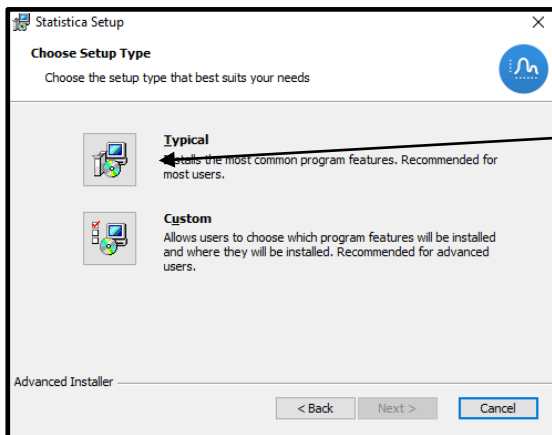 Statistica Setup
Choose Setup Type
Choose the setup type that best suits your needs
Typical
the most common program features. Recommended for
most users.
Custom
Allows users to choose which program features will be installed
and where they will be installed. Recommended for advanced
users.
Advanced Installer
< Back Next > Cancel